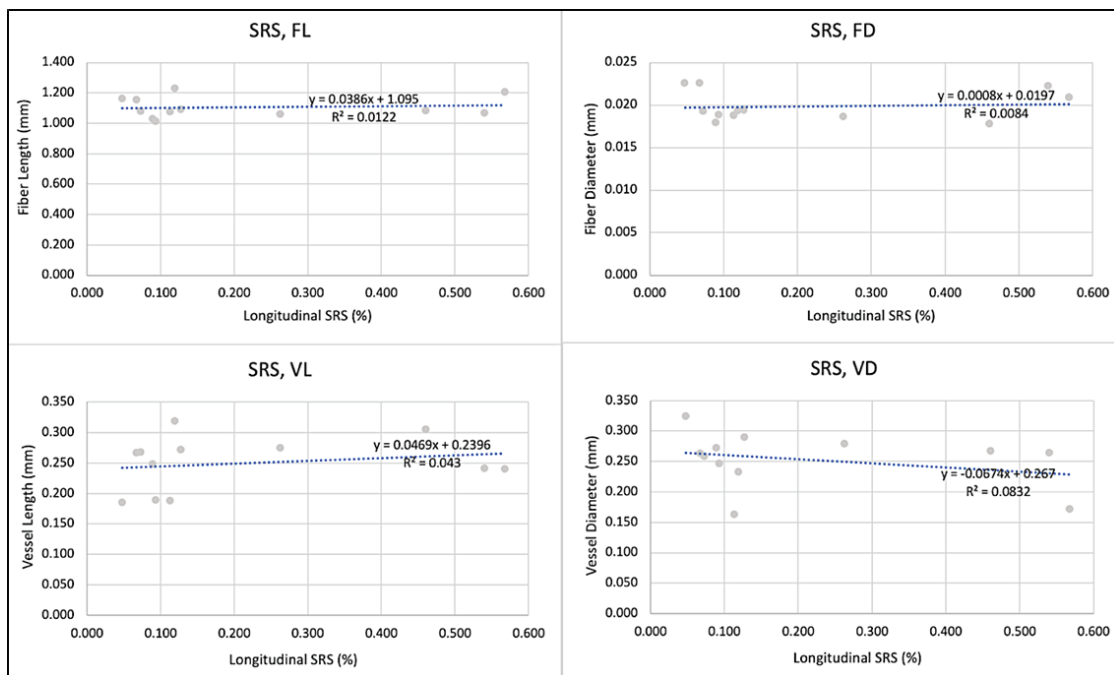 SRS, FL
1.400
1.200
1.000
0.800
0.600
0.400
0.200
0.000
Fiber Length (mm)
y = 0.0386x + 1.095
R² = 0.0122
0.000 0.100 0.200 0.300 0.400 0.500 0.600
Longitudinal SRS (%)
SRS, FD
0.025
0.020
0.015
0.010
0.005
0.000
Fiber Diameter (mm)
y = 0.0008x + 0.0197
R² = 0.0084
0.000 0.100 0.200 0.300 0.400 0.500 0.600
Longitudinal SRS (%)
SRS, VL
0.350
0.300
0.250
0.200
0.150
0.100
0.050
0.000
Vessel Length (mm)
y = 0.0469x + 0.2396
R² = 0.043
0.000 0.100 0.200 0.300 0.400 0.500 0.600
Longitudinal SRS (%)
SRS, VD
0.350
0.300
0.250
0.200
0.150
0.100
0.050
0.000
Vessel Diameter (mm)
y = -0.0674x + 0.267
R² = 0.0832
0.000 0.100 0.200 0.300 0.400 0.500 0.600
Longitudinal SRS (%)